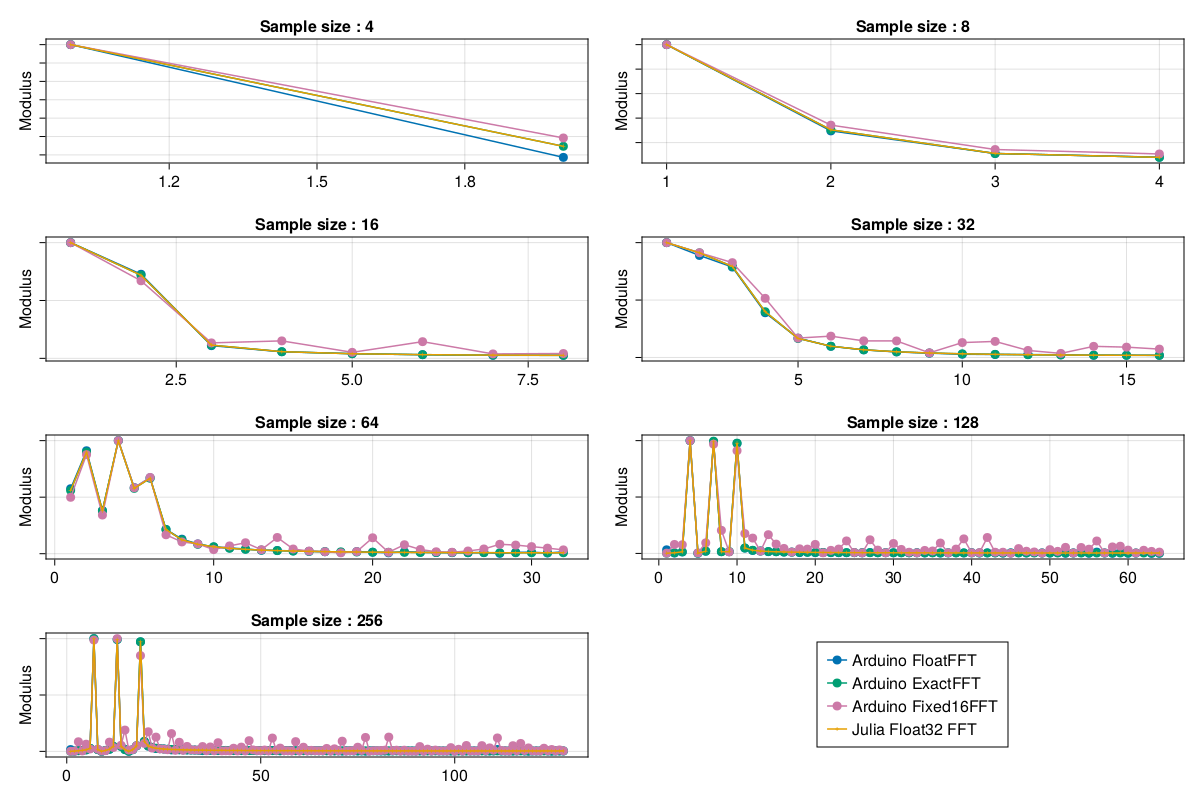 Sample size : 4
Modulus
1.2 1.5 1.8
Sample size : 8
Modulus
1 2 3 4
Sample size : 16
Modulus
2.5 5.0 7.5
Sample size : 32
Modulus
5 10 15
Sample size : 64
Modulus
0 10 20 30
Sample size : 128
Modulus
0 10 20 30 40 50 60
Sample size : 256
Modulus
0 50 100
Arduino FloatFFT
Arduino ExactFFT
Arduino Fixed16FFT
Julia Float32 FFT